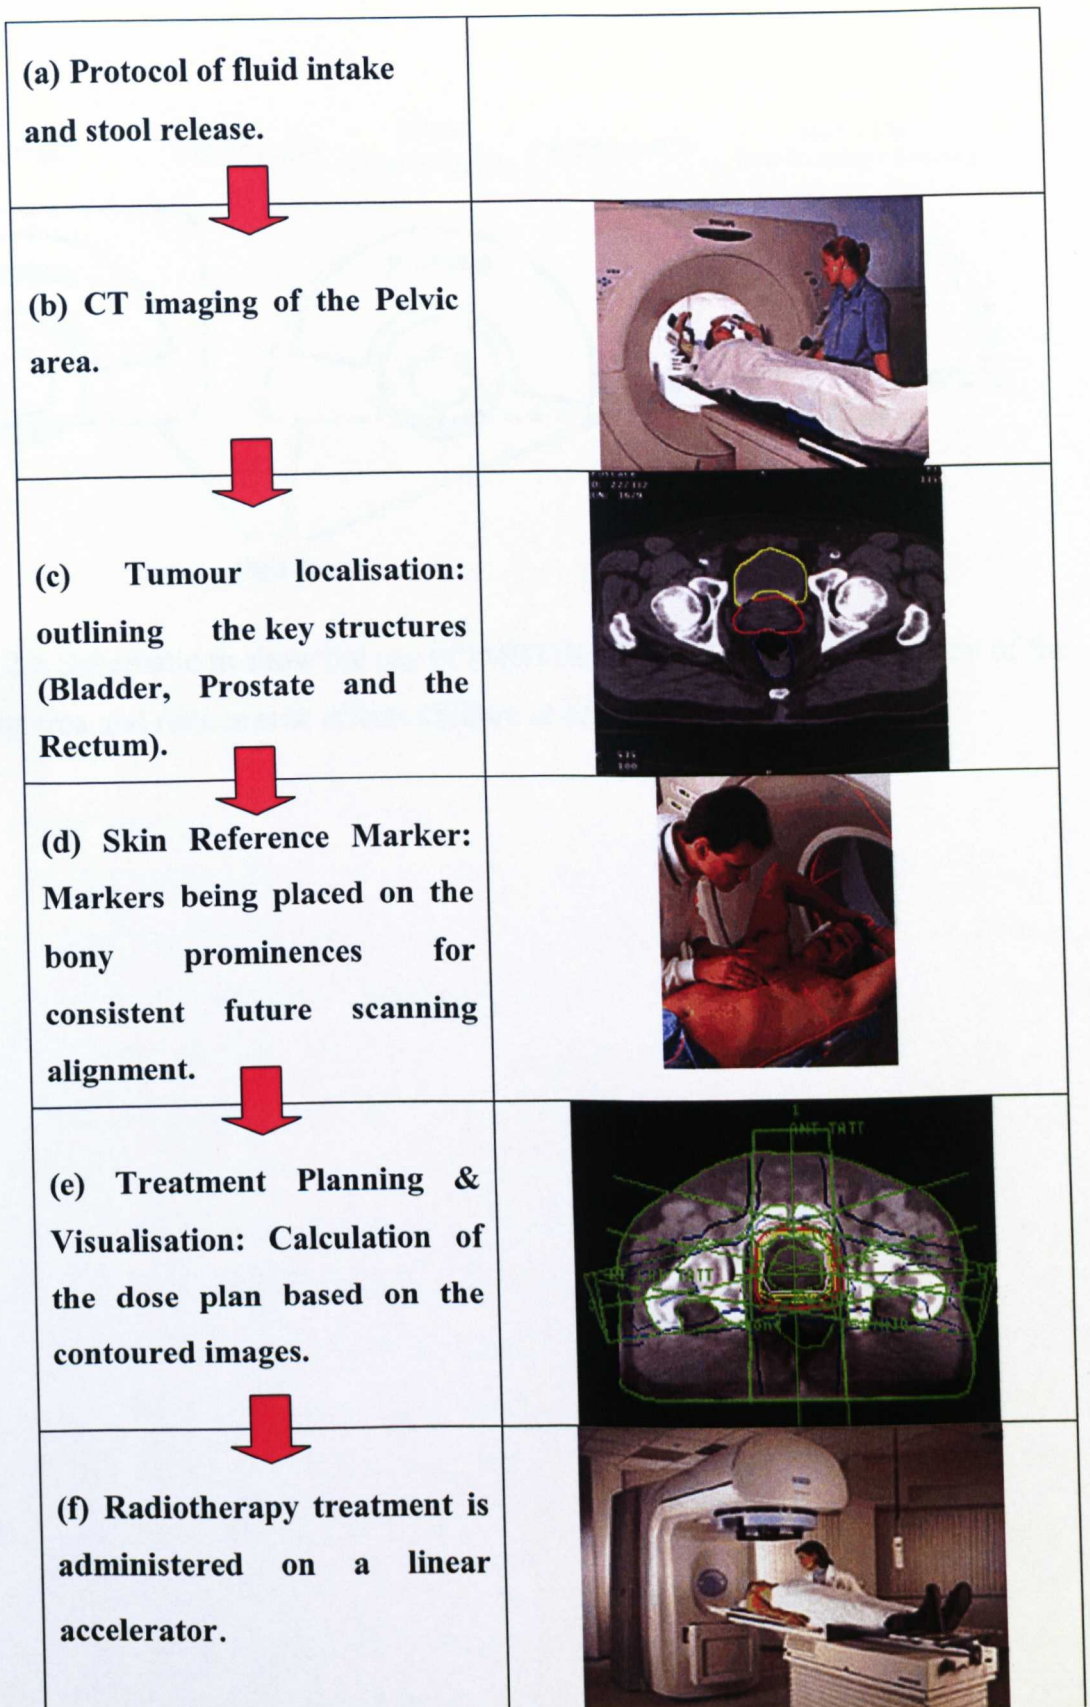 (a) Protocol of fluid intake
and stool release.
(b) CT imaging of the Pelvic
area.
(c) Tumour localisation:
outlining the key structures
(Bladder, Prostate and the
Rectum).
(d) Skin Reference Marker:
Markers being placed on the
bony prominences for
consistent future scanning
alignment.
1
ANT TATT
(e) Treatment Planning &
Visualisation: Calculation of
the dose plan based on the
contoured images.
(f) Radiotherapy treatment is
administered on a linear
accelerator.